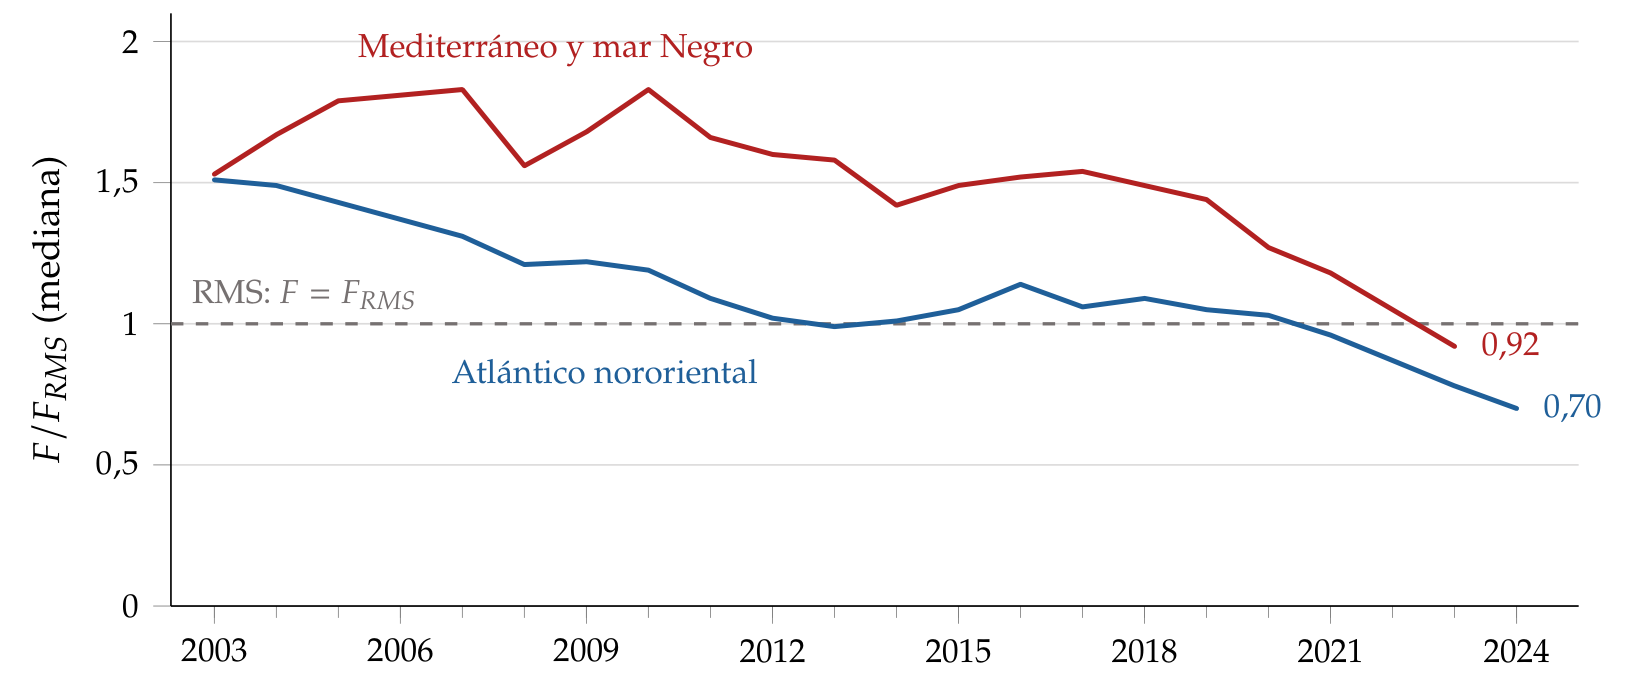 2
Mediterráneo y mar Negro
1,5
RMS: F = F_RMS
1
0,92
Atlántico nororiental
0,70
0,5
0
F/F_RMS (mediana)
2003 2006 2009 2012 2015 2018 2021 2024